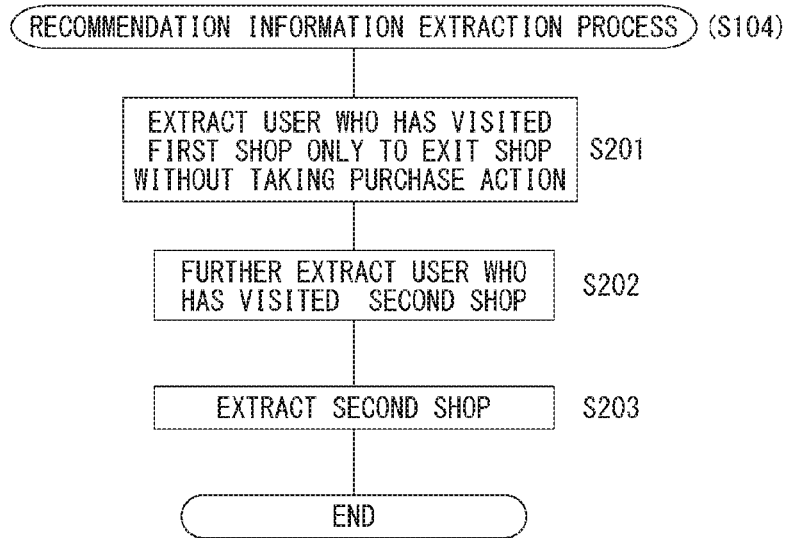 RECOMMENDATION INFORMATION EXTRACTION PROCESS (S104)
EXTRACT USER WHO HAS VISITED
FIRST SHOP ONLY TO EXIT SHOP
WITHOUT TAKING PURCHASE ACTION
S201
FURTHER EXTRACT USER WHO
HAS VISITED SECOND SHOP
S202
EXTRACT SECOND SHOP
S203
END